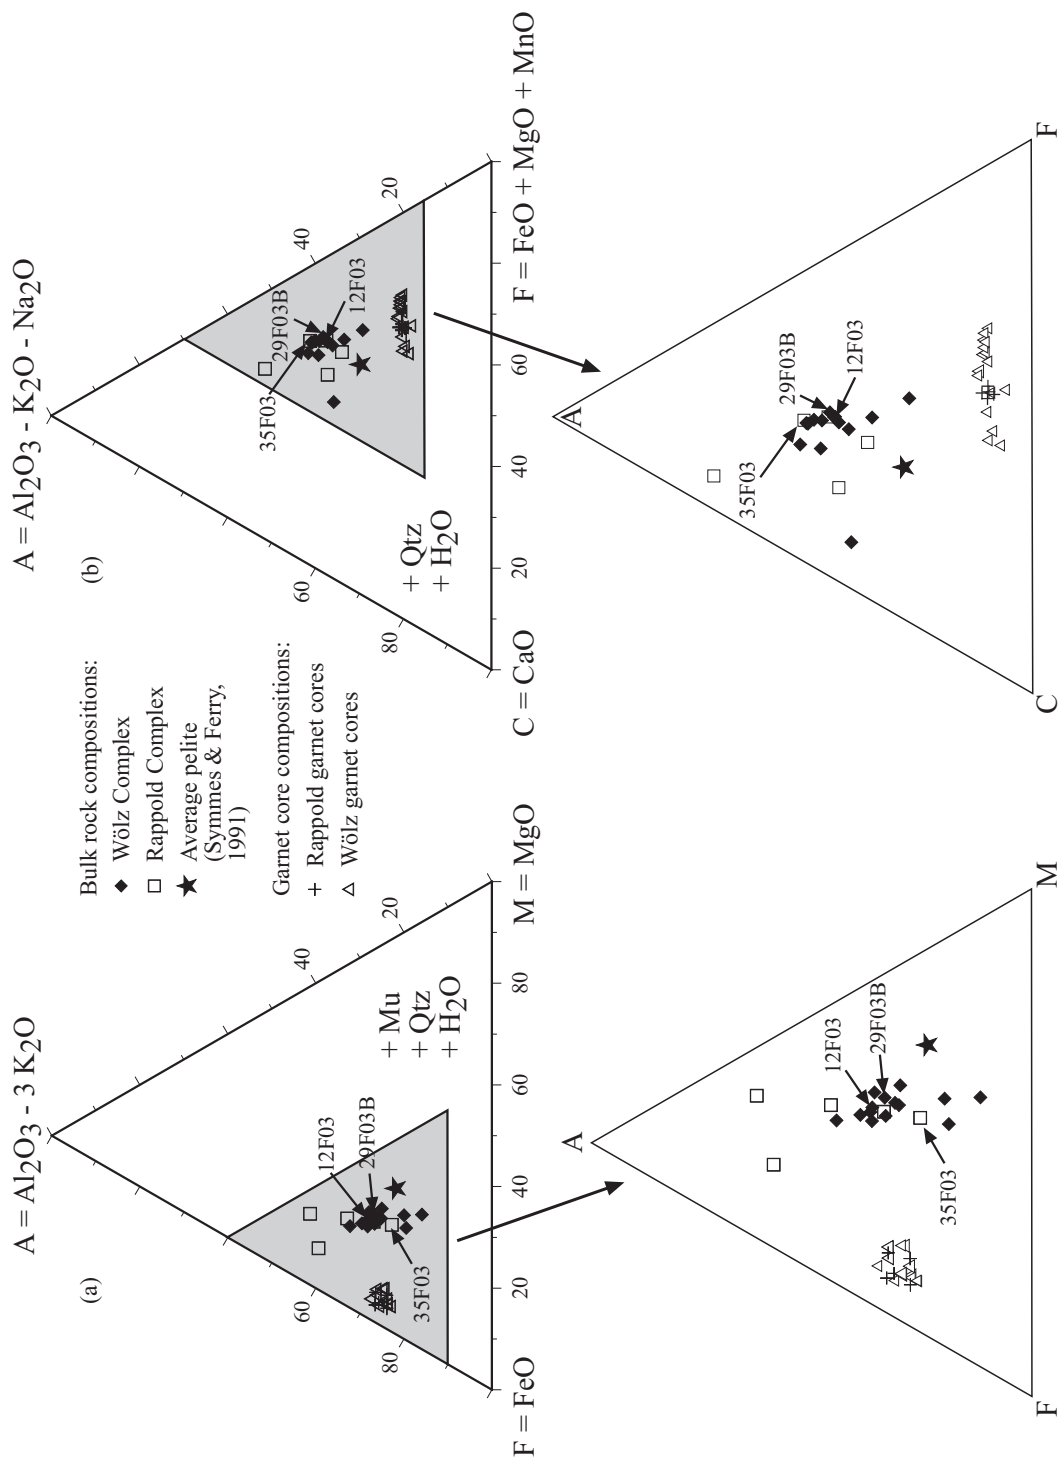 (a)
A = Al2O3 - 3 K2O
60
80
40
20
12F03
29F03B
35F03
+ Mu
+ Qtz
+ H2O
20
40
60
80
F = FeO
M = MgO
Bulk rock compositions:
Wölz Complex
Rappold Complex
Average pelite
(Symmes & Ferry,
1991)
Garnet core compositions:
Rappold garnet cores
Wölz garnet cores
(b)
A = Al2O3 - K2O - Na2O
60
80
40
20
35F03
29F03B
12F03
+ Qtz
+ H2O
20
40
60
C = CaO
F = FeO + MgO + MnO
A
12F03
29F03B
35F03
F
M
A
35F03
29F03B
12F03
C
F